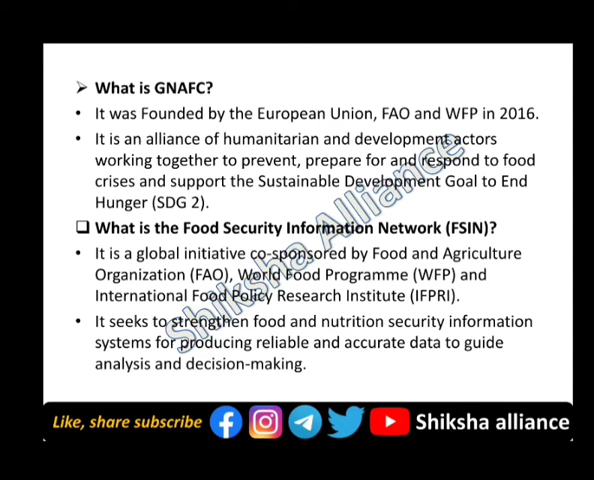 ➢ What is GNAFC?
• It was Founded by the European Union, FAO and WFP in 2016.
• It is an alliance of humanitarian and development actors
working together to prevent, prepare for and respond to food
crises and support the Sustainable Development Goal to End
Hunger (SDG 2).
❑ What is the Food Security Information Network (FSIN)?
• It is a global initiative co-sponsored by Food and Agriculture
Organization (FAO), World Food Programme (WFP) and
International Food Policy Research Institute (IFPRI).
• It seeks to strengthen food and nutrition security information
systems for producing reliable and accurate data to guide
analysis and decision-making.
Shiksha Alliance
Like, share subscribe
Shiksha alliance